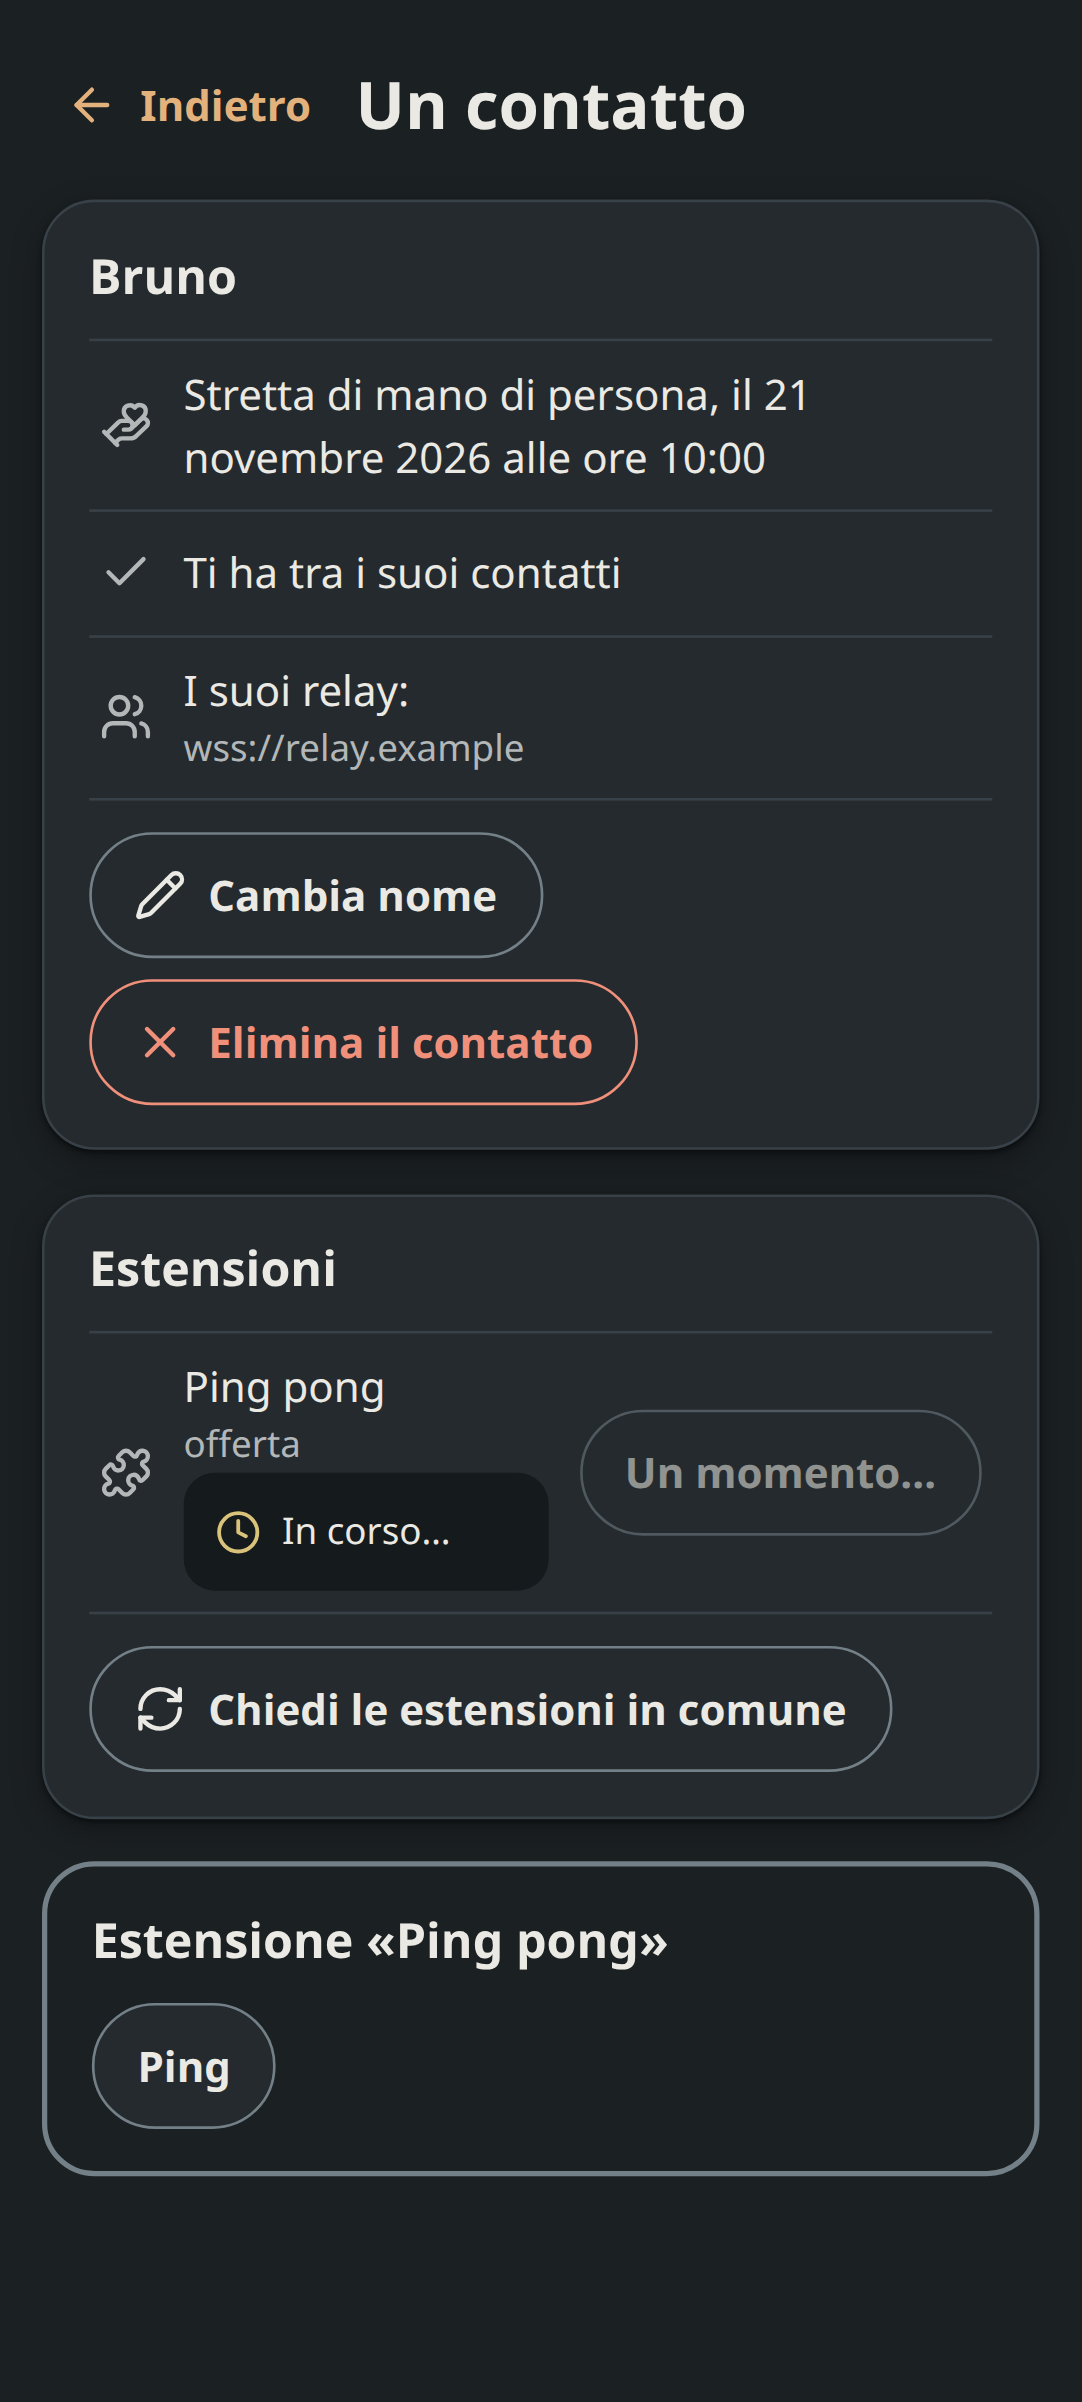 Indietro
Un contatto
Bruno
Stretta di mano di persona, il 21
novembre 2026 alle ore 10:00
Ti ha tra i suoi contatti
I suoi relay:
wss://relay.example
Cambia nome
Elimina il contatto
Estensioni
Ping pong
offerta
In corso…
Un momento…
Chiedi le estensioni in comune
Estensione «Ping pong»
Ping